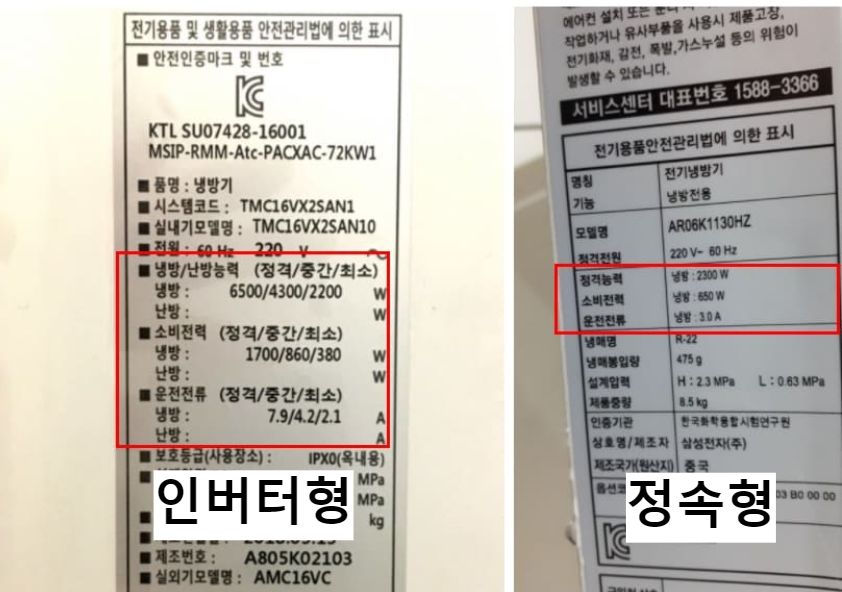 전기용품 및 생활용품 안전관리법에 의한 표시
■ 안전인증마크 및 번호
KC
KTL SU07428-16001
MSIP-RMM-Atc-PACXAC-72KW1
■ 품명 : 냉방기
■ 시스템코드 : TMC16VX2SAN1
■ 실내기모델명 : TMC16VX2SAN10
■ 전원 : 60 Hz 220 V
■ 냉방/난방능력 (정격/중간/최소)
냉방 : 6500/4300/2200 W
난방 : W
■ 소비전력 (정격/중간/최소)
냉방 : 1700/860/380 W
난방 : W
■ 운전전류 (정격/중간/최소)
냉방 : 7.9/4.2/2.1 A
난방 : A
■ 보호등급(사용장소) : IPX0(옥내용)
MPa
MPa
kg
인버터형
■ 제조번호 : A805K02103
■ 실외기모델명 : AMC16VC
에어컨 설치 또는
작업하거나 유사부품을 사용시 제품고장,
전기화재, 감전, 폭발,가스누설 등의 위험이
발생할 수 있습니다.
서비스센터 대표번호 1588-3366
전기용품안전관리법에 의한 표시
명칭 전기냉방기
기능 냉방전용
모델명 AR06K1130HZ
정격전원 220 V~ 60 Hz
정격능력 냉방 : 2300 W
소비전력 냉방 : 650 W
운전전류 냉방 : 3.0 A
냉매명 R-22
냉매봉입량 475 g
설계압력 H : 2.3 MPa L : 0.63 MPa
제품중량 8.5 kg
인증기관 한국화학융합시험연구원
상호명/제조자 삼성전자(주)
제조국가(원산지) 중국
옵션코 03 B0 00 00
정속형
KC